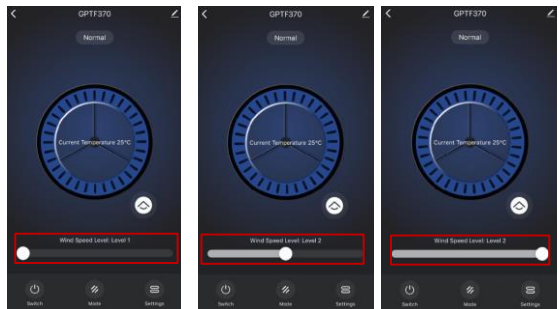 GPTF370
Normal
Current Temperature 25°C
Wind Speed Level: Level 1
Switch
Mode
Settings
GPTF370
Normal
Current Temperature 25°C
Wind Speed Level: Level 2
Switch
Mode
Settings
GPTF370
Normal
Current Temperature 25°C
Wind Speed Level: Level 2
Switch
Mode
Settings